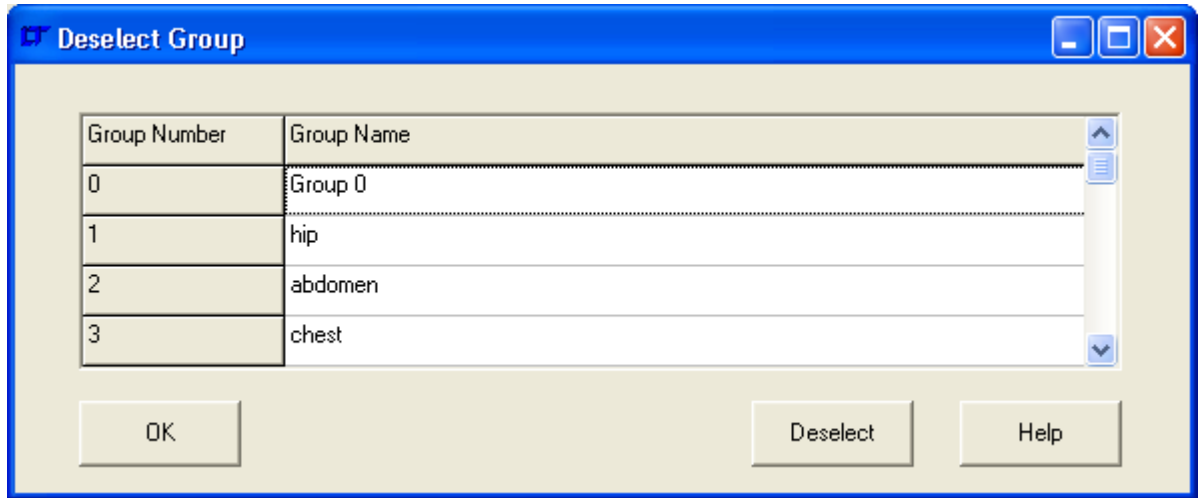 Deselect Group
Group Number Group Name
0 Group 0
1 hip
2 abdomen
3 chest
OK Deselect Help